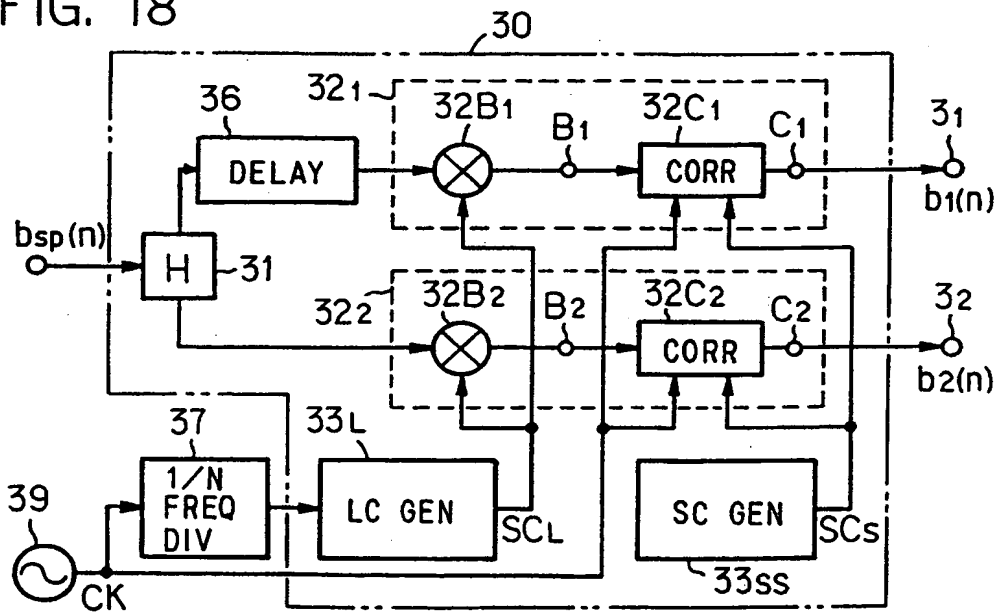 FIG. 18
30
321
36
32B1
B1
32C1
C1
31
DELAY
CORR
b1(n)
bsp(n)
H
31
322
32B2
B2
32C2
C2
32
CORR
b2(n)
37
33L
39
1/N
FREQ
DIV
LC GEN
SCL
SC GEN
SCS
33SS
CK